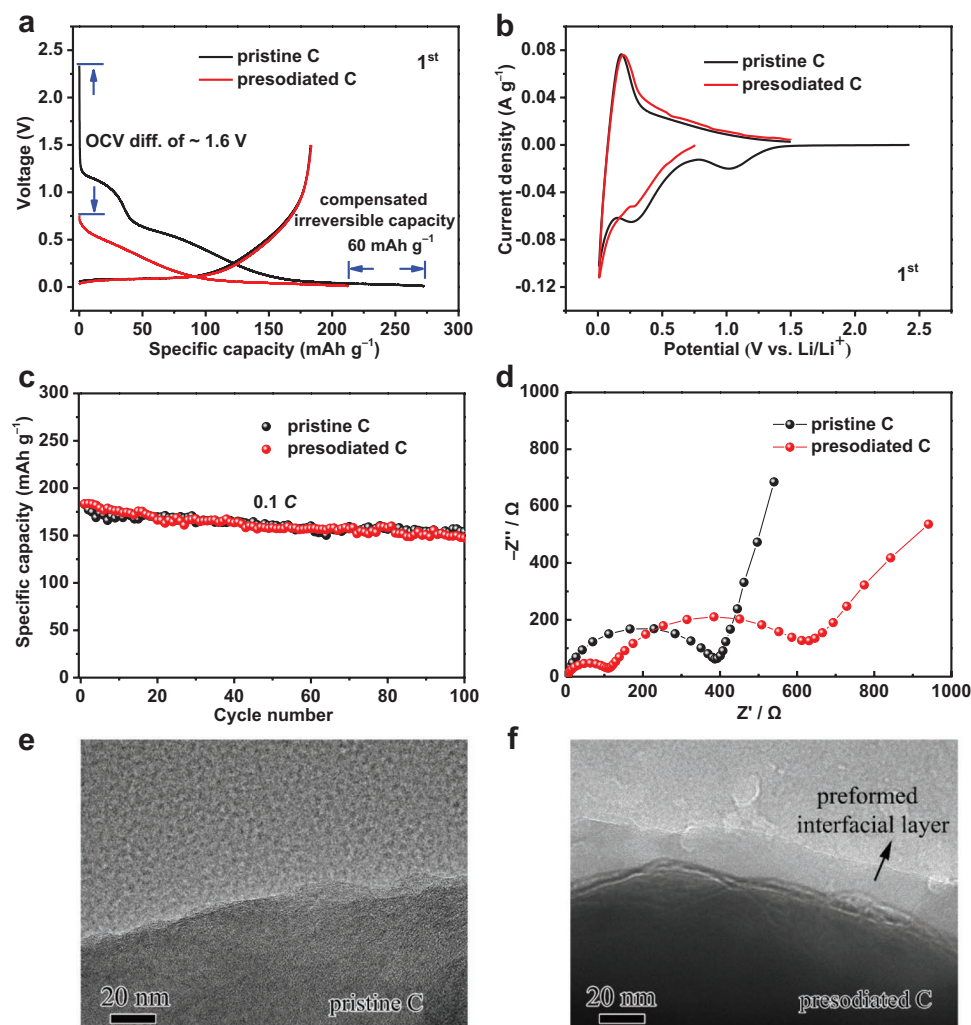 a
pristine C
presodiated C
1st
OCV diff. of ~ 1.6 V
compensated
irreversible capacity
60 mAh g−1
Voltage (V)
2.5
2.0
1.5
1.0
0.5
0.0
0 50 100 150 200 250 300
Specific capacity (mAh g−1)
b
pristine C
presodiated C
1st
Current density (A g−1)
0.08
0.04
0.00
-0.04
-0.08
-0.12
0.0 0.5 1.0 1.5 2.0 2.5
Potential (V vs. Li/Li+)
c
pristine C
presodiated C
0.1 C
Specific capacity (mAh g−1)
300
250
200
150
100
50
0
0 20 40 60 80 100
Cycle number
d
pristine C
presodiated C
−Z'' / Ω
1000
800
600
400
200
0
0 200 400 600 800 1000
Z' / Ω
e
20 nm
pristine C
f
preformed
interfacial layer
20 nm
presodiated C